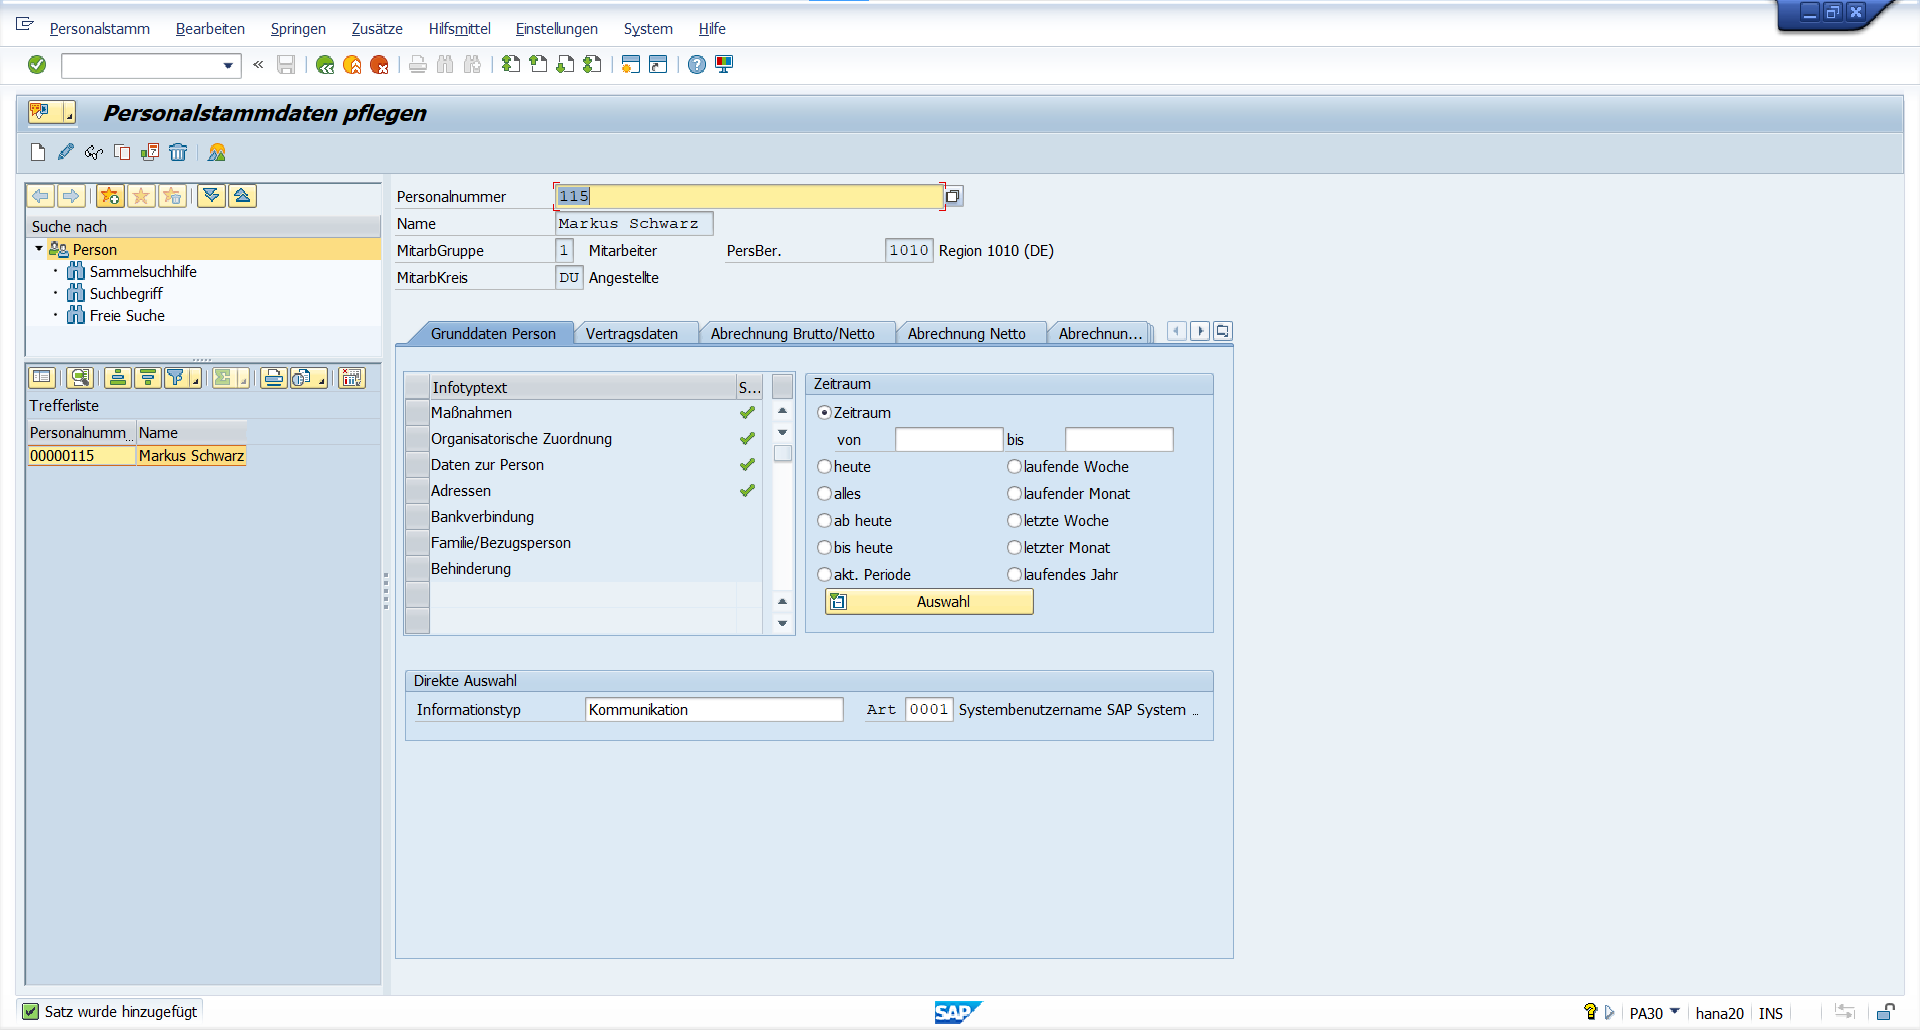 Personalstamm Bearbeiten Springen Zusätze Hilfsmittel Einstellungen System Hilfe
Personalstammdaten pflegen
Suche nach
Person
Sammelsuchhilfe
Suchbegriff
Freie Suche
Trefferliste
Personalnumm... Name
00000115 Markus Schwarz
Personalnummer 115
Name Markus Schwarz
MitarbGruppe 1 Mitarbeiter PersBer. 1010 Region 1010 (DE)
MitarbKreis DU Angestellte
Grunddaten Person Vertragsdaten Abrechnung Brutto/Netto Abrechnung Netto Abrechnun...
Infotyptext S...
Maßnahmen
Organisatorische Zuordnung
Daten zur Person
Adressen
Bankverbindung
Familie/Bezugsperson
Behinderung
Zeitraum
Zeitraum
von bis
heute laufende Woche
alles laufender Monat
ab heute letzte Woche
bis heute letzter Monat
akt. Periode laufendes Jahr
Auswahl
Direkte Auswahl
Informationstyp Kommunikation Art 0001 Systembenutzername SAP System ...
Satz wurde hinzugefügt SAP PA30 hana20 INS